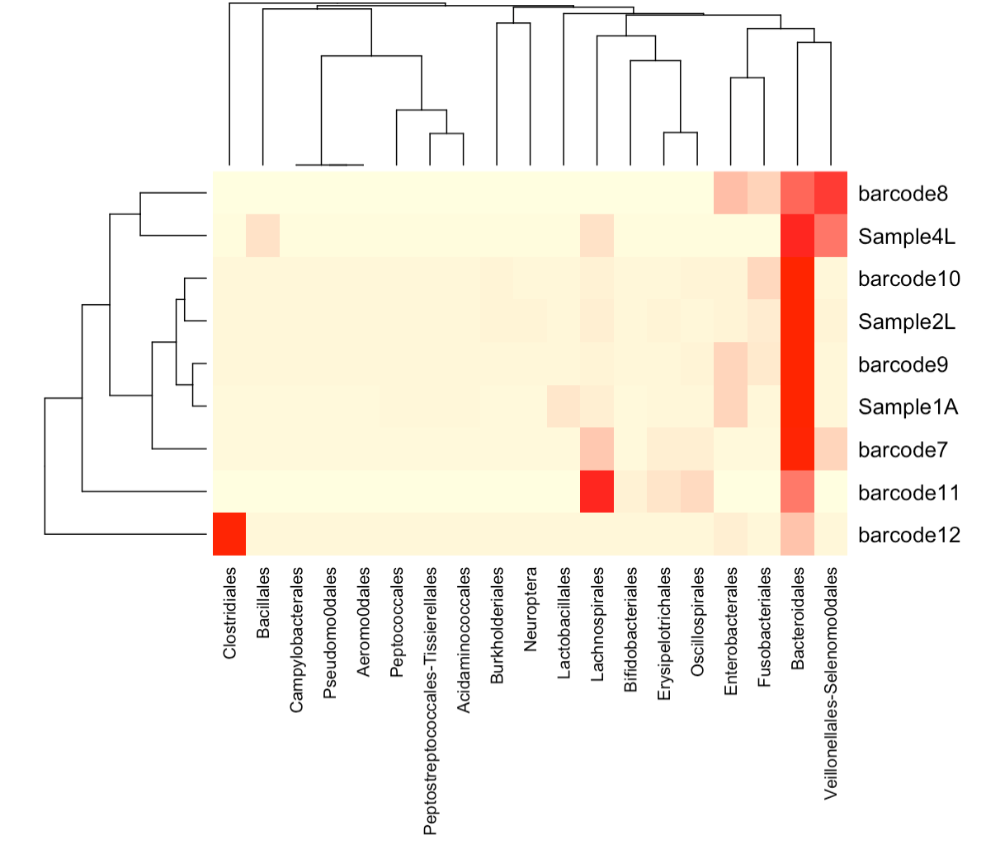 barcode8
Sample4L
barcode10
Sample2L
barcode9
Sample1A
barcode7
barcode11
barcode12
Clostridiales
Bacillales
Campylobacterales
Pseudomo0dales
Aeromo0dales
Peptococcales
Peptostreptococcales-Tissierellales
Acidaminococcales
Burkholderiales
Neuroptera
Lactobacillales
Lachnospirales
Bifidobacteriales
Erysipelotrichales
Oscillospirales
Enterobacterales
Fusobacteriales
Bacteroidales
Veillonellales-Selenomo0dales